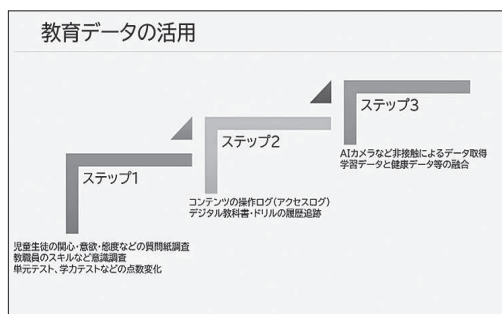 教育データの活用
ステップ1
児童生徒の関心・意欲・態度などの質問紙調査
教職員のスキルなど意識調査
単元テスト、学力テストなどの点数変化
ステップ2
コンテンツの操作ログ(アクセスログ)
デジタル教科書・ドリルの履歴追跡
ステップ3
AIカメラなど非接触によるデータ取得
学習データと健康データ等の融合